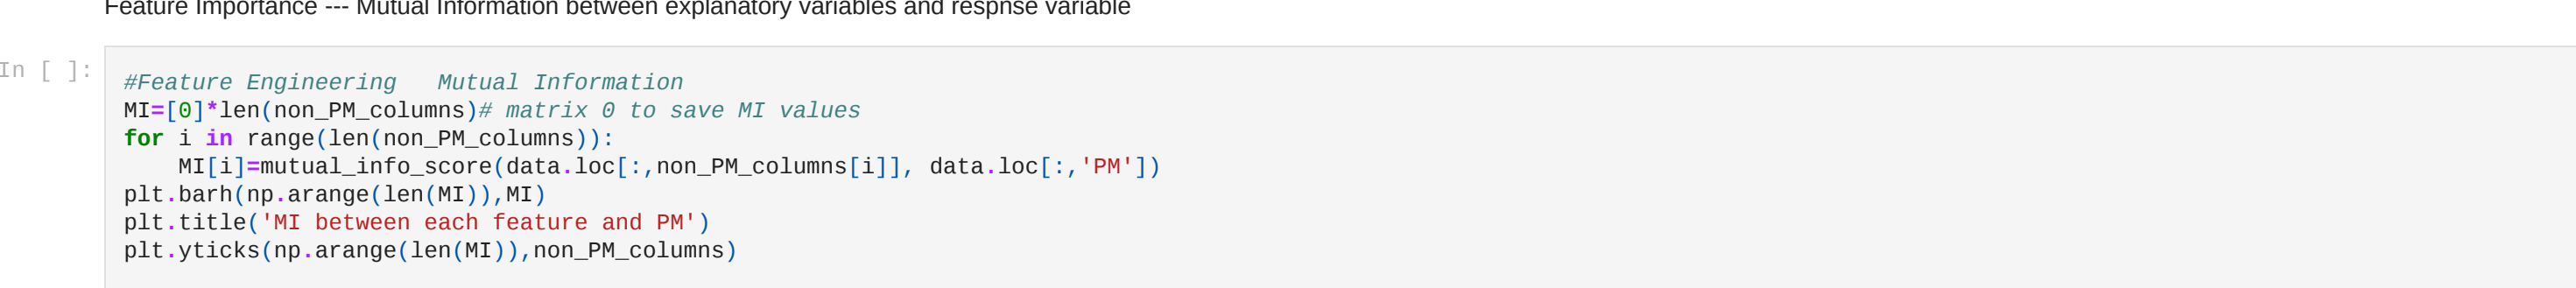 Feature Importance --- Mutual Information between explanatory variables and respnse variable
In [ ]:
#Feature Engineering   Mutual Information
MI=[0]*len(non_PM_columns)# matrix 0 to save MI values
for i in range(len(non_PM_columns)):
    MI[i]=mutual_info_score(data.loc[:,non_PM_columns[i]], data.loc[:,'PM'])
plt.barh(np.arange(len(MI)),MI)
plt.title('MI between each feature and PM')
plt.yticks(np.arange(len(MI)),non_PM_columns)